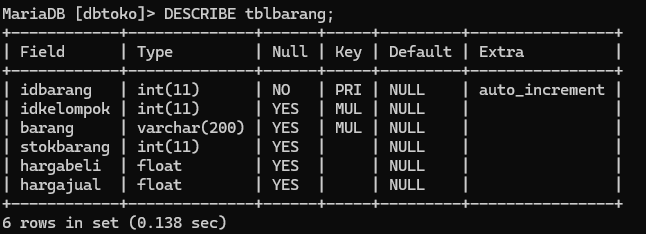 MariaDB [dbtoko]> DESCRIBE tblbarang;
+------------+--------------+------+-----+---------+----------------+
| Field      | Type         | Null | Key | Default | Extra          |
+------------+--------------+------+-----+---------+----------------+
| idbarang   | int(11)      | NO   | PRI | NULL    | auto_increment |
| idkelompok | int(11)      | YES  | MUL | NULL    |                |
| barang     | varchar(200) | YES  | MUL | NULL    |                |
| stokbarang | int(11)      | YES  |     | NULL    |                |
| hargabeli  | float        | YES  |     | NULL    |                |
| hargajual  | float        | YES  |     | NULL    |                |
+------------+--------------+------+-----+---------+----------------+
6 rows in set (0.138 sec)